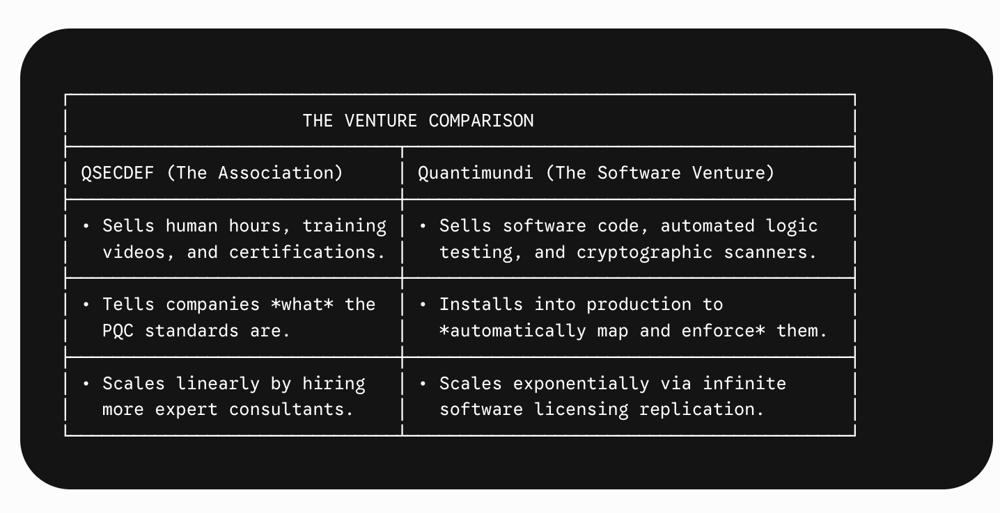 THE VENTURE COMPARISON
QSECDEF (The Association)
Quantimundi (The Software Venture)
• Sells human hours, training
videos, and certifications.
• Sells software code, automated logic
testing, and cryptographic scanners.
• Tells companies *what* the
PQC standards are.
• Installs into production to
*automatically map and enforce* them.
• Scales linearly by hiring
more expert consultants.
• Scales exponentially via infinite
software licensing replication.